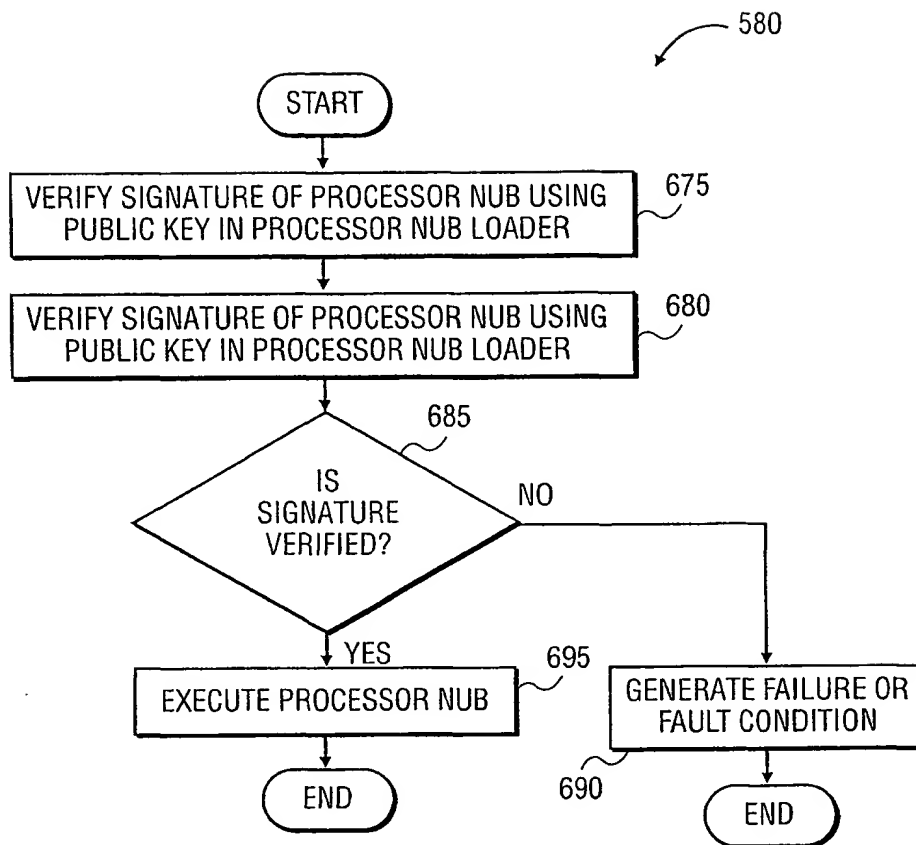 580
START
VERIFY SIGNATURE OF PROCESSOR NUB USING
PUBLIC KEY IN PROCESSOR NUB LOADER
675
VERIFY SIGNATURE OF PROCESSOR NUB USING
PUBLIC KEY IN PROCESSOR NUB LOADER
680
685
IS
SIGNATURE
VERIFIED?
NO
YES
EXECUTE PROCESSOR NUB
695
GENERATE FAILURE OR
FAULT CONDITION
690
END
END